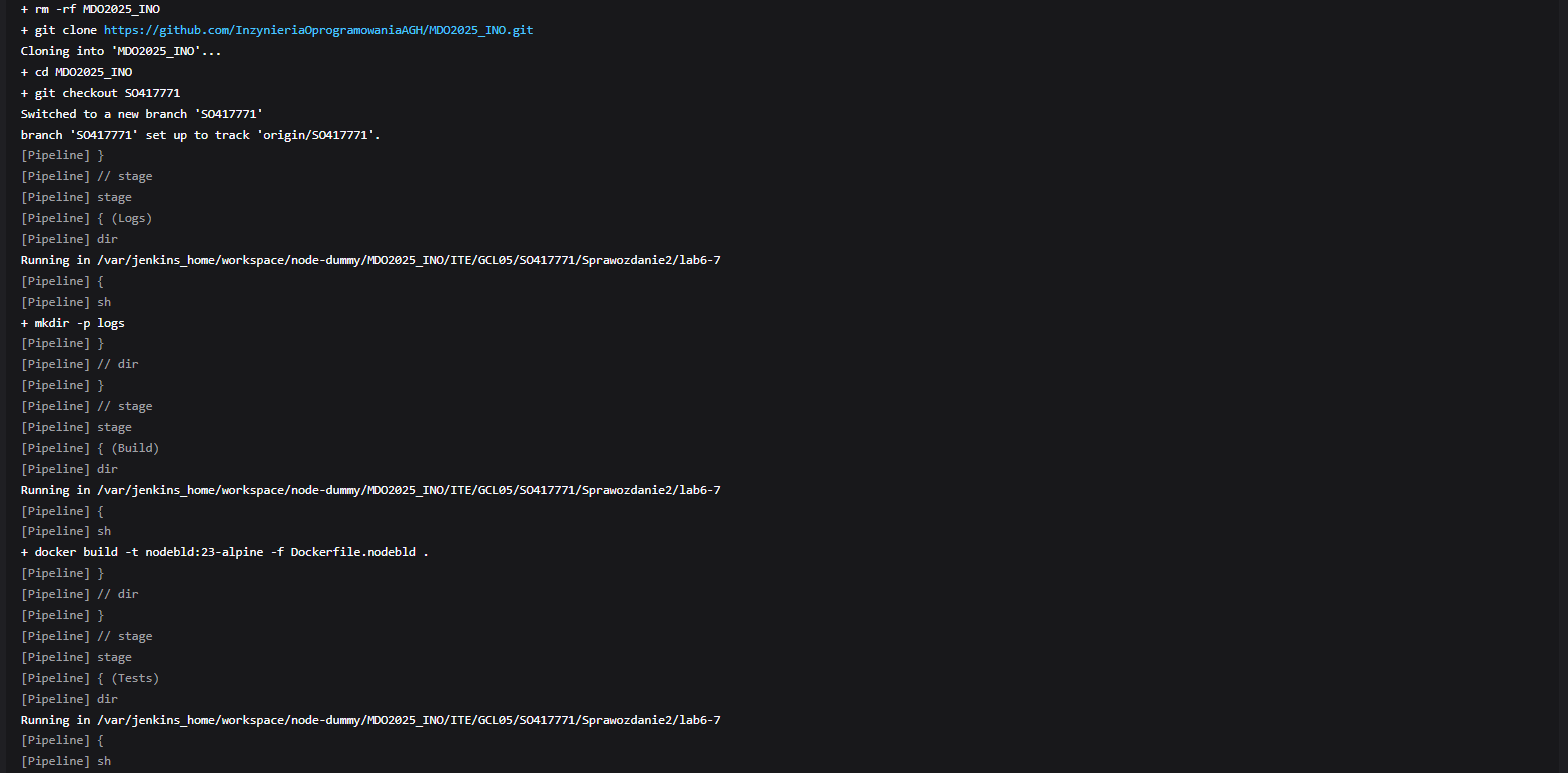 + rm -rf MDO2025_INO
+ git clone https://github.com/InzynieriaOprogramowaniaAGH/MDO2025_INO.git
Cloning into 'MDO2025_INO'...
+ cd MDO2025_INO
+ git checkout SO417771
Switched to a new branch 'SO417771'
branch 'SO417771' set up to track 'origin/SO417771'.
[Pipeline] }
[Pipeline] // stage
[Pipeline] stage
[Pipeline] { (Logs)
[Pipeline] dir
Running in /var/jenkins_home/workspace/node-dummy/MDO2025_INO/ITE/GCL05/SO417771/Sprawozdanie2/lab6-7
[Pipeline] {
[Pipeline] sh
+ mkdir -p logs
[Pipeline] }
[Pipeline] // dir
[Pipeline] }
[Pipeline] // stage
[Pipeline] stage
[Pipeline] { (Build)
[Pipeline] dir
Running in /var/jenkins_home/workspace/node-dummy/MDO2025_INO/ITE/GCL05/SO417771/Sprawozdanie2/lab6-7
[Pipeline] {
[Pipeline] sh
+ docker build -t nodebld:23-alpine -f Dockerfile.nodebld .
[Pipeline] }
[Pipeline] // dir
[Pipeline] }
[Pipeline] // stage
[Pipeline] stage
[Pipeline] { (Tests)
[Pipeline] dir
Running in /var/jenkins_home/workspace/node-dummy/MDO2025_INO/ITE/GCL05/SO417771/Sprawozdanie2/lab6-7
[Pipeline] {
[Pipeline] sh